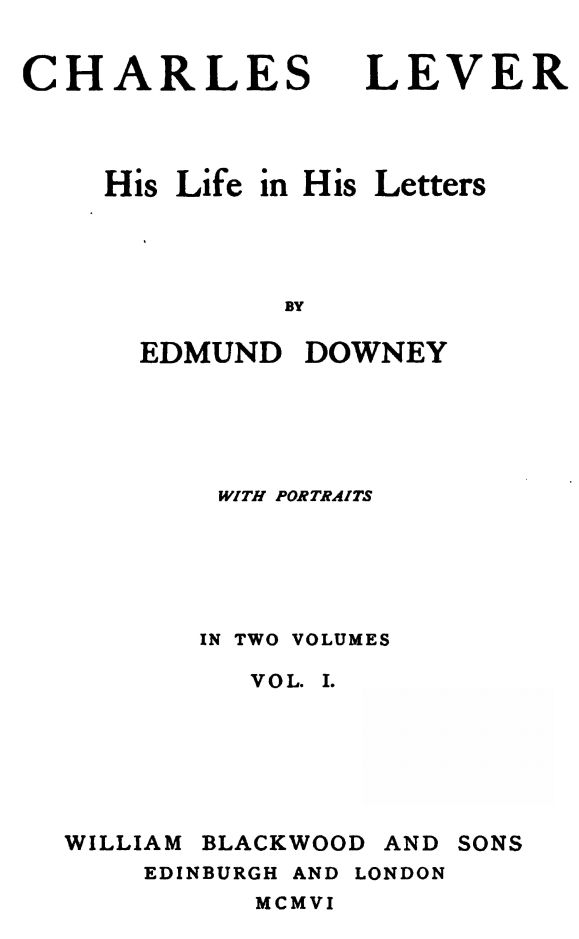 CHARLES LEVER
His Life in His Letters
BY
EDMUND DOWNEY
WITH PORTRAITS
IN TWO VOLUMES
VOL. I.
WILLIAM BLACKWOOD AND SONS
EDINBURGH AND LONDON
MCMVI